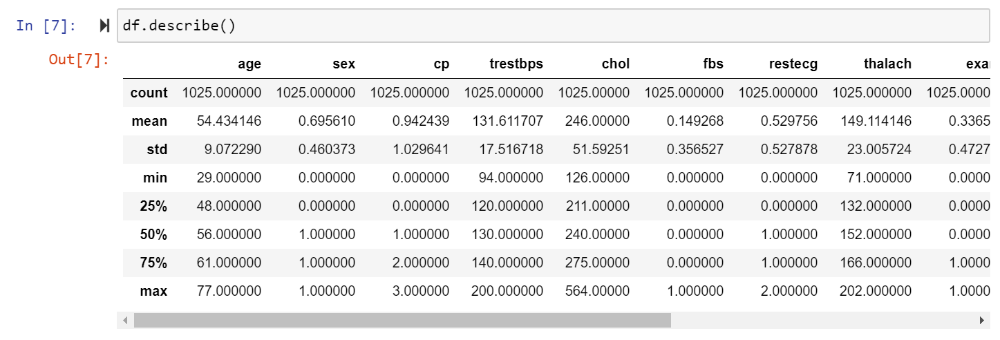 In [7]: df.describe()
Out[7]:
age sex cp trestbps chol fbs restecg thalach exa
count 1025.000000 1025.000000 1025.000000 1025.000000 1025.00000 1025.000000 1025.000000 1025.000000 1025.0000
mean 54.434146 0.695610 0.942439 131.611707 246.00000 0.149268 0.529756 149.114146 0.3365
std 9.072290 0.460373 1.029641 17.516718 51.59251 0.356527 0.527878 23.005724 0.4727
min 29.000000 0.000000 0.000000 94.000000 126.00000 0.000000 0.000000 71.000000 0.0000
25% 48.000000 0.000000 0.000000 120.000000 211.00000 0.000000 0.000000 132.000000 0.0000
50% 56.000000 1.000000 1.000000 130.000000 240.00000 0.000000 1.000000 152.000000 0.0000
75% 61.000000 1.000000 2.000000 140.000000 275.00000 0.000000 1.000000 166.000000 1.0000
max 77.000000 1.000000 3.000000 200.000000 564.00000 1.000000 2.000000 202.000000 1.0000